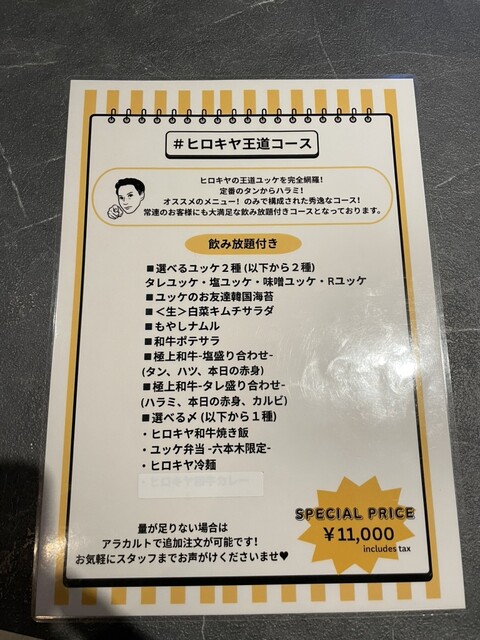 #ヒロキヤ王道コース
ヒロキヤの王道ユッケを完全網羅!
定番のタンからハラミ!
オススメのメニュー!のみで構成された秀逸なコース!
常連のお客様にも大満足な飲み放題付きコースとなっております。
飲み放題付き
■選べるユッケ2種(以下から2種)
タレユッケ・塩ユッケ・味噌ユッケ・Rユッケ
■ユッケのお友達韓国海苔
■<生>白菜キムチサラダ
■もやしナムル
■和牛ポテサラ
■極上和牛-塩盛り合わせ-
(タン、ハツ、本日の赤身)
■極上和牛-タレ盛り合わせ-
(ハラミ、本日の赤身、カルビ)
■選べる〆(以下から1種)
・ヒロキヤ和牛焼き飯
・ユッケ弁当-六本木限定-
・ヒロキヤ冷麺
量が足りない場合は
アラカルトで追加注文が可能です!
お気軽にスタッフまでお声がけくださいませ♥
SPECIAL PRICE
¥11,000
includes tax